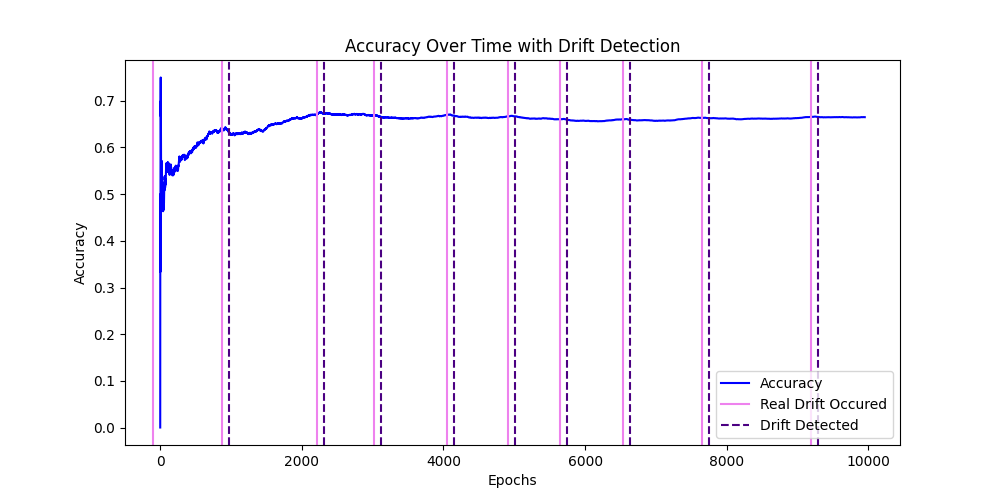 Accuracy Over Time with Drift Detection
Accuracy
0.7
0.6
0.5
0.4
0.3
0.2
0.1
0.0
Accuracy
Real Drift Occured
Drift Detected
0 2000 4000 6000 8000 10000
Epochs